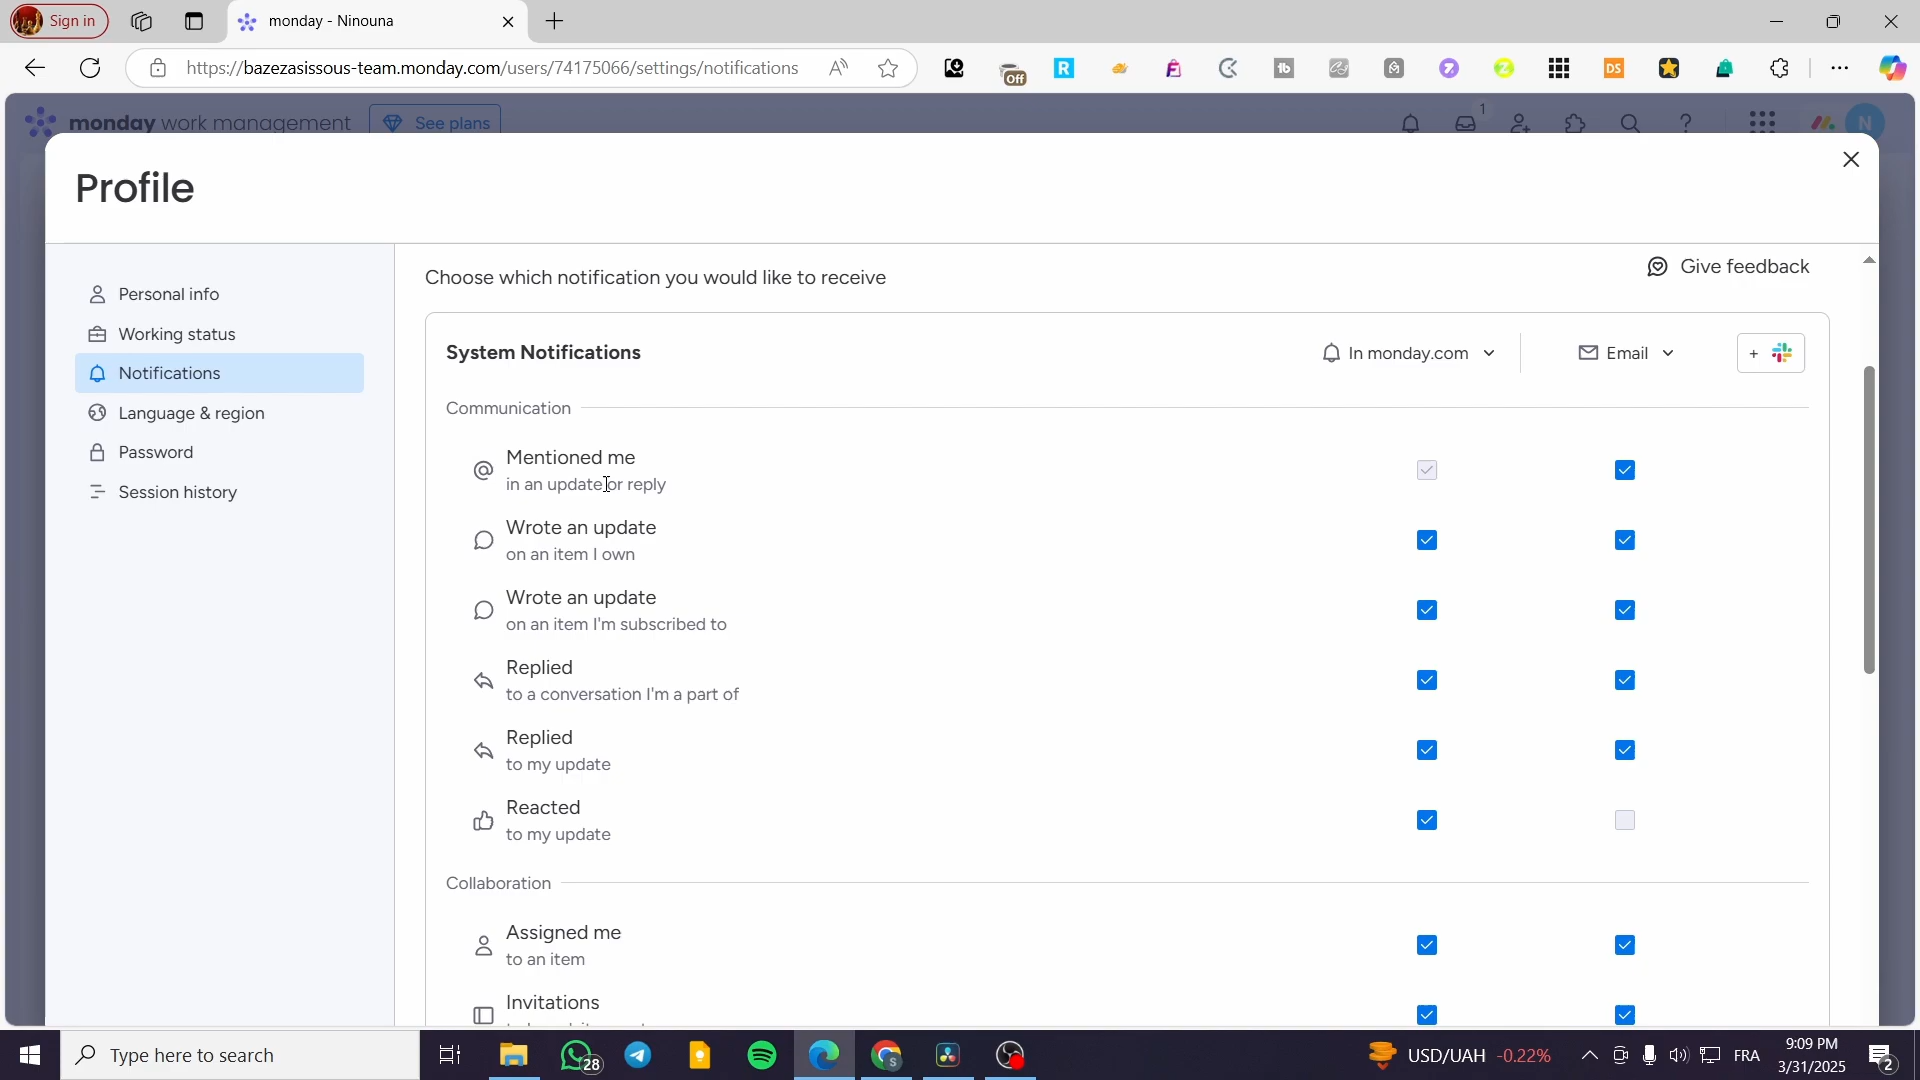 Sign in
monday - Ninouna
https://bazezasissous-team.monday.com/users/74175066/settings/notifications
Off
R
tb
DS
monday work management
See plans
1
N
Profile
Personal info
Working status
Notifications
Language & region
Password
Session history
Choose which notification you would like to receive
Give feedback
System Notifications
In monday.com
Email
+
Communication
Mentioned me
in an update or reply
Wrote an update
on an item I own
Wrote an update
on an item I'm subscribed to
Replied
to a conversation I'm a part of
Replied
to my update
Reacted
to my update
Collaboration
Assigned me
to an item
Invitations
Type here to search
28
USD/UAH -0.22%
FRA
9:09 PM
3/31/2025
2